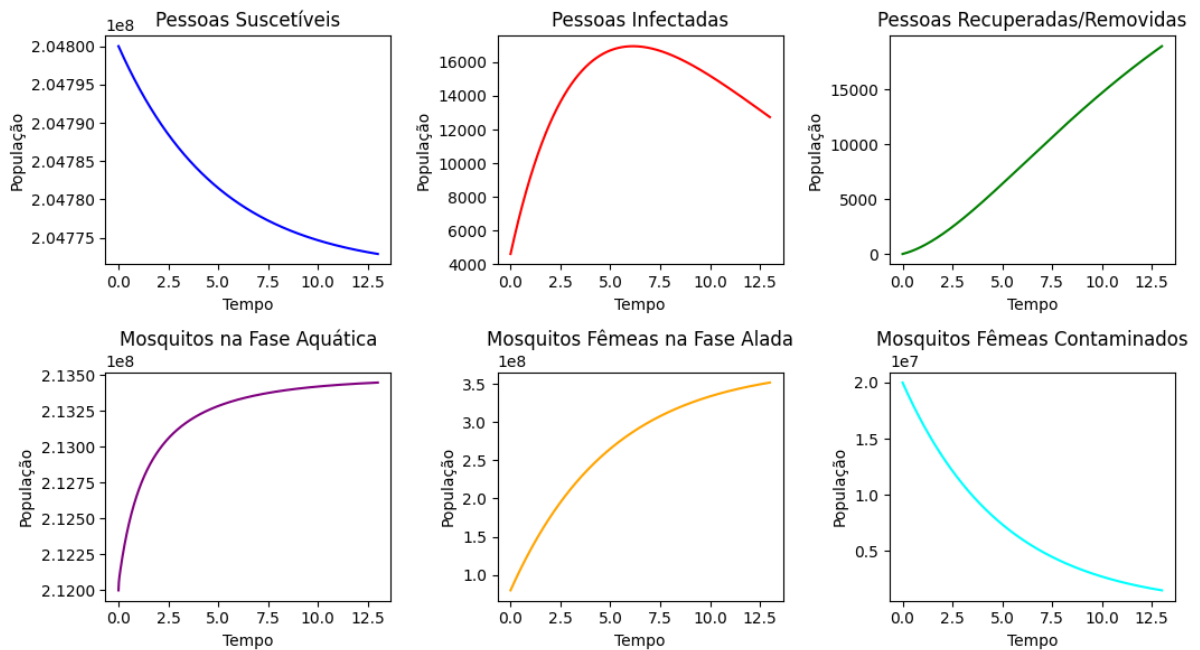 Pessoas Suscetíveis
1e8
2.04800
2.04795
2.04790
2.04785
2.04780
2.04775
População
0.0 2.5 5.0 7.5 10.0 12.5
Tempo
Pessoas Infectadas
16000
14000
12000
10000
8000
6000
4000
População
0.0 2.5 5.0 7.5 10.0 12.5
Tempo
Pessoas Recuperadas/Removidas
15000
10000
5000
0
População
0.0 2.5 5.0 7.5 10.0 12.5
Tempo
Mosquitos na Fase Aquática
1e8
2.1350
2.1325
2.1300
2.1275
2.1250
2.1225
2.1200
População
0.0 2.5 5.0 7.5 10.0 12.5
Tempo
Mosquitos Fêmeas na Fase Alada
1e8
3.5
3.0
2.5
2.0
1.5
1.0
População
0.0 2.5 5.0 7.5 10.0 12.5
Tempo
Mosquitos Fêmeas Contaminados
1e7
2.0
1.5
1.0
0.5
População
0.0 2.5 5.0 7.5 10.0 12.5
Tempo